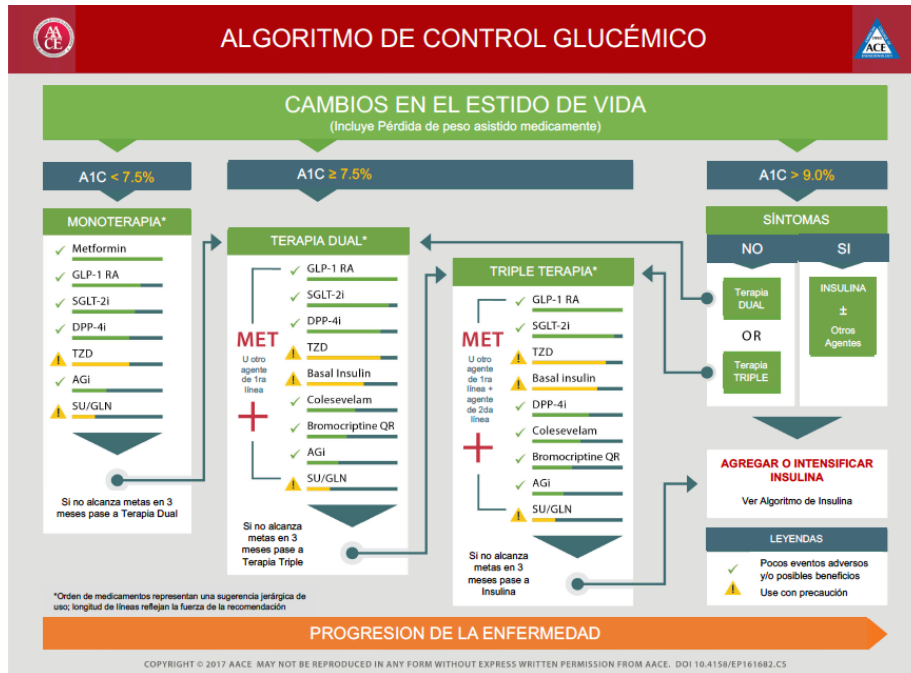 AACE
ALGORITMO DE CONTROL GLUCÉMICO
ACE
CAMBIOS EN EL ESTIDO DE VIDA
(Incluye Pérdida de peso asistido medicamente)
A1C < 7.5%
MONOTERAPIA*
Metformin
GLP-1 RA
SGLT-2i
DPP-4i
TZD
AGi
SU/GLN
Si no alcanza metas en 3
meses pase a Terapia Dual
A1C ≥ 7.5%
TERAPIA DUAL*
MET
U otro
agente
de 1ra
línea
GLP-1 RA
SGLT-2i
DPP-4i
TZD
Basal Insulin
Colesevelam
Bromocriptine QR
AGi
SU/GLN
Si no alcanza
metas en 3
meses pase a
Terapia Triple
TRIPLE TERAPIA*
MET
U otro
agente
de 1ra
línea +
agente
de 2da
línea
GLP-1 RA
SGLT-2i
TZD
Basal insulin
DPP-4i
Colesevelam
Bromocriptine QR
AGi
SU/GLN
Si no alcanza
metas en 3
meses pase a
Insulina
A1C > 9.0%
SÍNTOMAS
NO
SI
Terapia
DUAL
OR
Terapia
TRIPLE
INSULINA
±
Otros
Agentes
AGREGAR O INTENSIFICAR
INSULINA
Ver Algoritmo de Insulina
LEYENDAS
Pocos eventos adversos
y/o posibles beneficios
Use con precaución
*Orden de medicamentos representan una sugerencia jerárgica de
uso; longitud de líneas reflejan la fuerza de la recomendación
PROGRESION DE LA ENFERMEDAD
COPYRIGHT © 2017 AACE MAY NOT BE REPRODUCED IN ANY FORM WITHOUT EXPRESS WRITTEN PERMISSION FROM AACE. DOI 10.4158/EP161682.CS